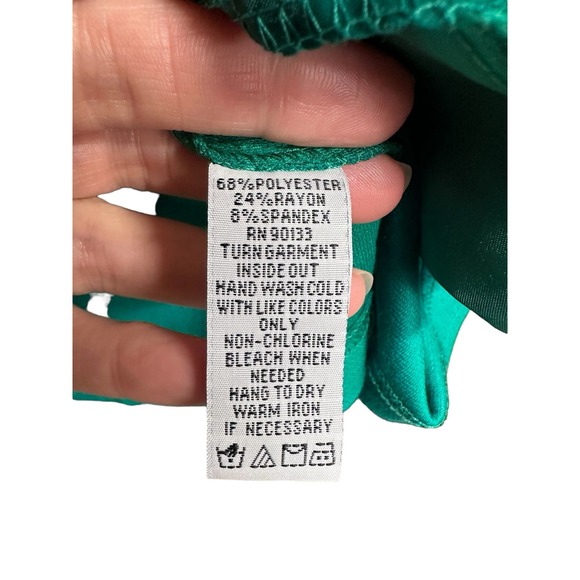 68%POLYESTER
24%RAYON
8%SPANDEX
RN 90133
TURN GARMENT
INSIDE OUT
HAND WASH COLD
WITH LIKE COLORS
ONLY
NON-CHLORINE
BLEACH WHEN
NEEDED
HANG TO DRY
WARM IRON
IF NECESSARY